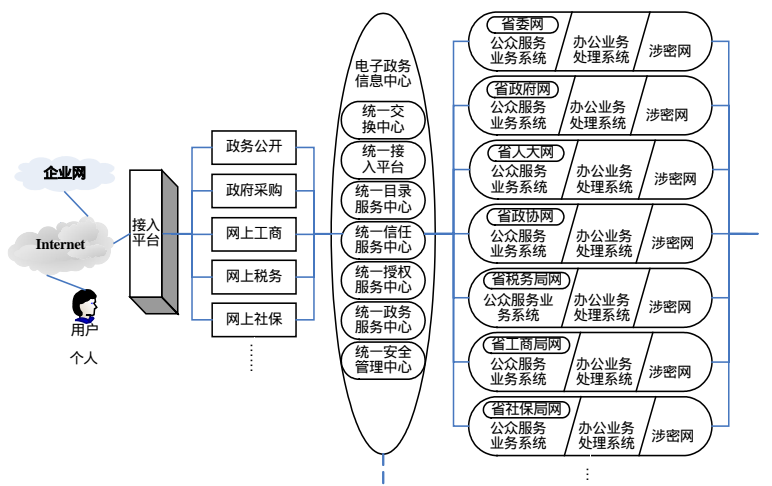 企业网
Internet
用户
个人
接入
平台
政务公开
政府采购
网上工商
网上税务
网上社保
……
电子政务
信息中心
统一交
换中心
统一接
入平台
统一目录
服务中心
统一信任
服务中心
统一授权
服务中心
统一政务
服务中心
统一安全
管理中心
省委网
公众服务
业务系统
办公业务
处理系统
涉密网
省政府网
公众服务
业务系统
办公业务
处理系统
涉密网
省人大网
公众服务
业务系统
办公业务
处理系统
涉密网
省政协网
公众服务
业务系统
办公业务
处理系统
涉密网
省税务局网
公众服务业
务系统
办公业务
处理系统
涉密网
省工商局网
公众服务
业务系统
办公业务
处理系统
涉密网
省社保局网
公众服务
业务系统
办公业务
处理系统
涉密网
…